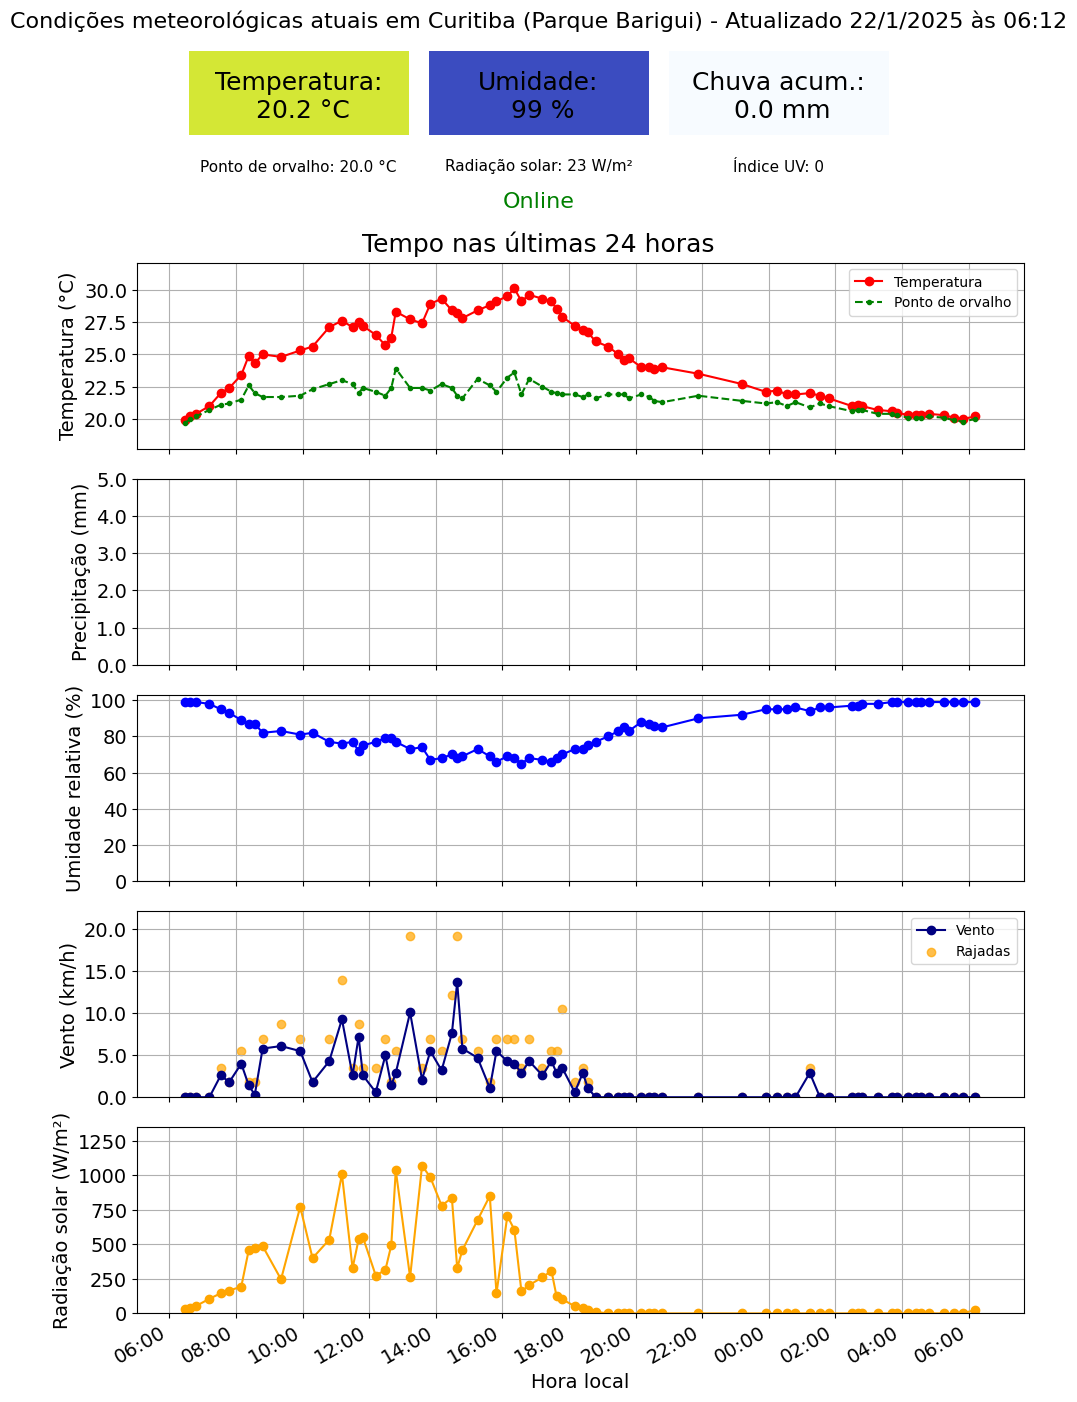 Condições meteorológicas atuais em Curitiba (Parque Barigui) - Atualizado 22/1/2025 às 06:12
Temperatura:
20.2 °C
Umidade:
99 %
Chuva acum.:
0.0 mm
Ponto de orvalho: 20.0 °C
Radiação solar: 23 W/m²
Índice UV: 0
Online
Tempo nas últimas 24 horas
Temperatura (°C)
30.0
27.5
25.0
22.5
20.0
Temperatura
Ponto de orvalho
Precipitação (mm)
5.0
4.0
3.0
2.0
1.0
0.0
Umidade relativa (%)
100
80
60
40
20
0
Vento (km/h)
20.0
15.0
10.0
5.0
0.0
Vento
Rajadas
Radiação solar (W/m²)
1250
1000
750
500
250
0
06:00
08:00
10:00
12:00
14:00
16:00
18:00
20:00
22:00
00:00
02:00
04:00
06:00
Hora local